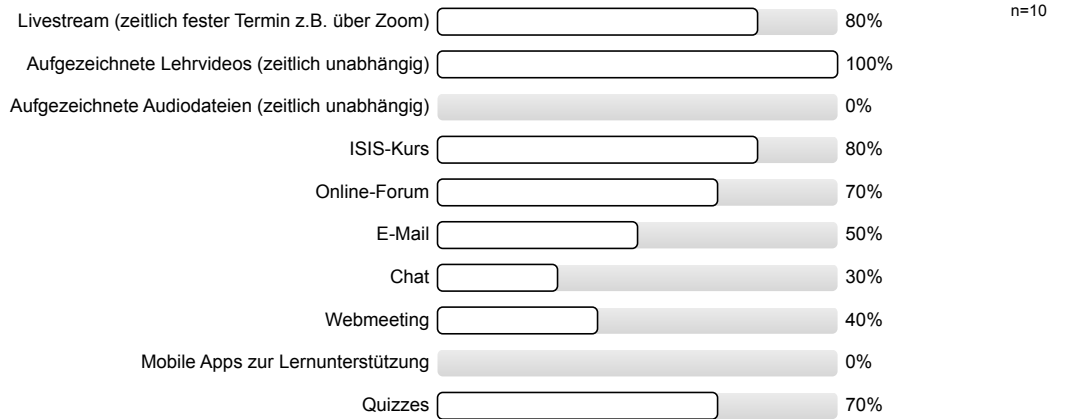 Livestream (zeitlich fester Termin z.B. über Zoom) 80% n=10
Aufgezeichnete Lehrvideos (zeitlich unabhängig) 100%
Aufgezeichnete Audiodateien (zeitlich unabhängig) 0%
ISIS-Kurs 80%
Online-Forum 70%
E-Mail 50%
Chat 30%
Webmeeting 40%
Mobile Apps zur Lernunterstützung 0%
Quizzes 70%